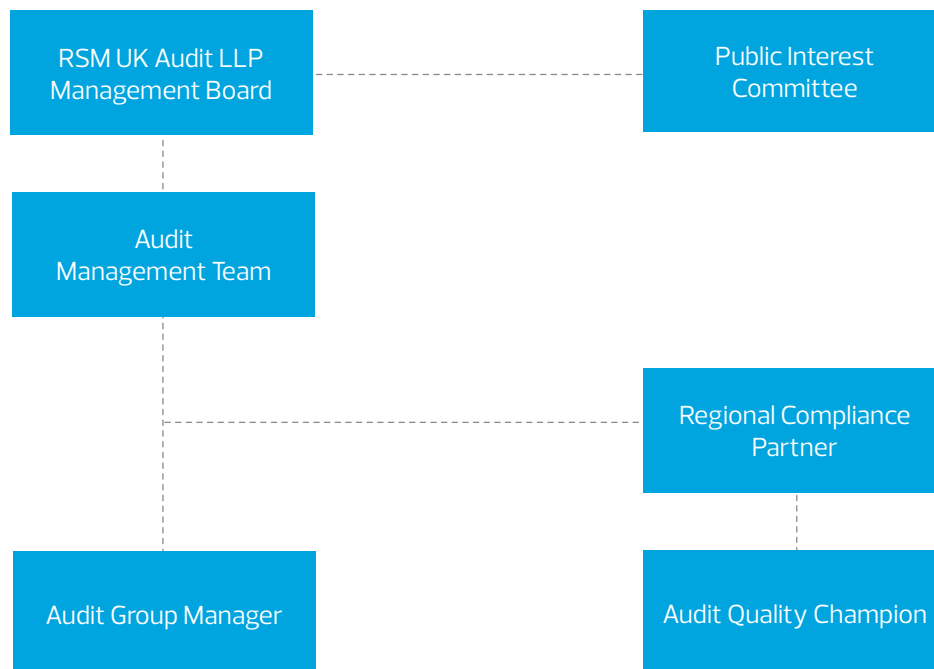 RSM UK Audit LLP
Management Board
Public Interest
Committee
Audit
Management Team
Regional Compliance
Partner
Audit Group Manager
Audit Quality Champion